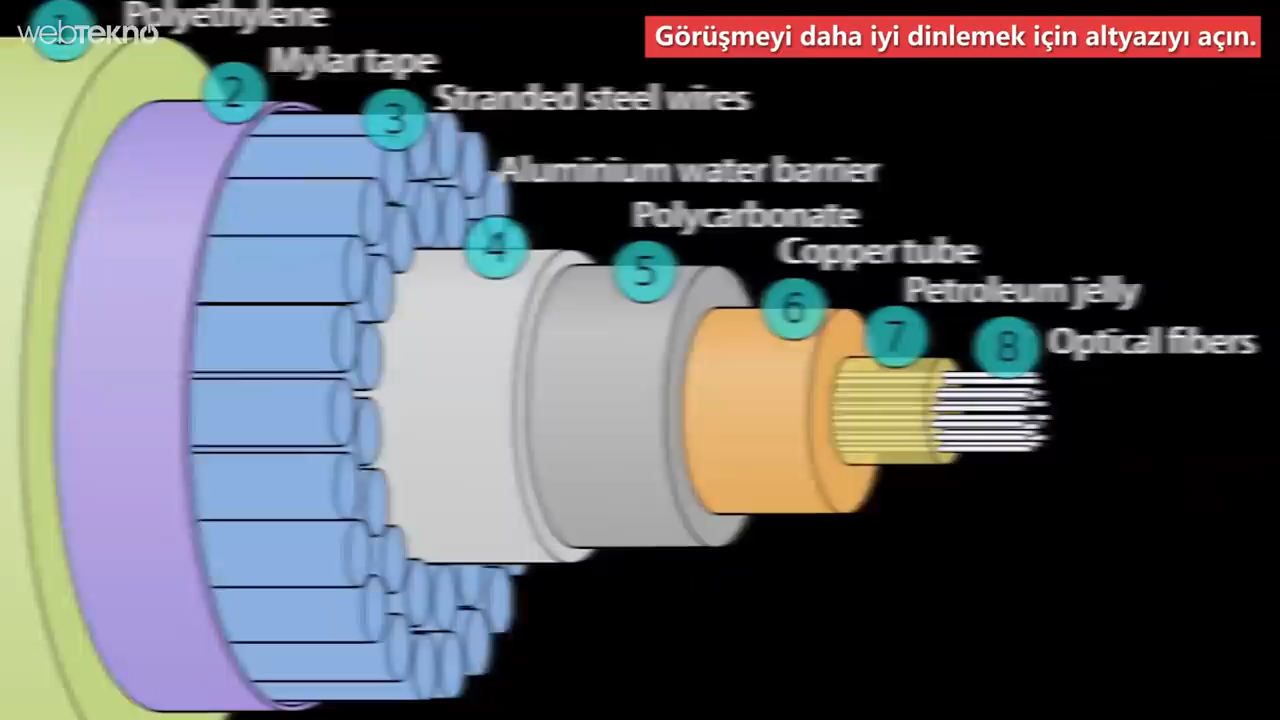 1 Polyethylene
webTEKNO
Görüşmeyi daha iyi dinlemek için altyazıyı açın.
2 Mylar tape
3 Stranded steel wires
Aluminium water barrier
4
Polycarbonate
5
Copper tube
6
Petroleum jelly
7
8 Optical fibers